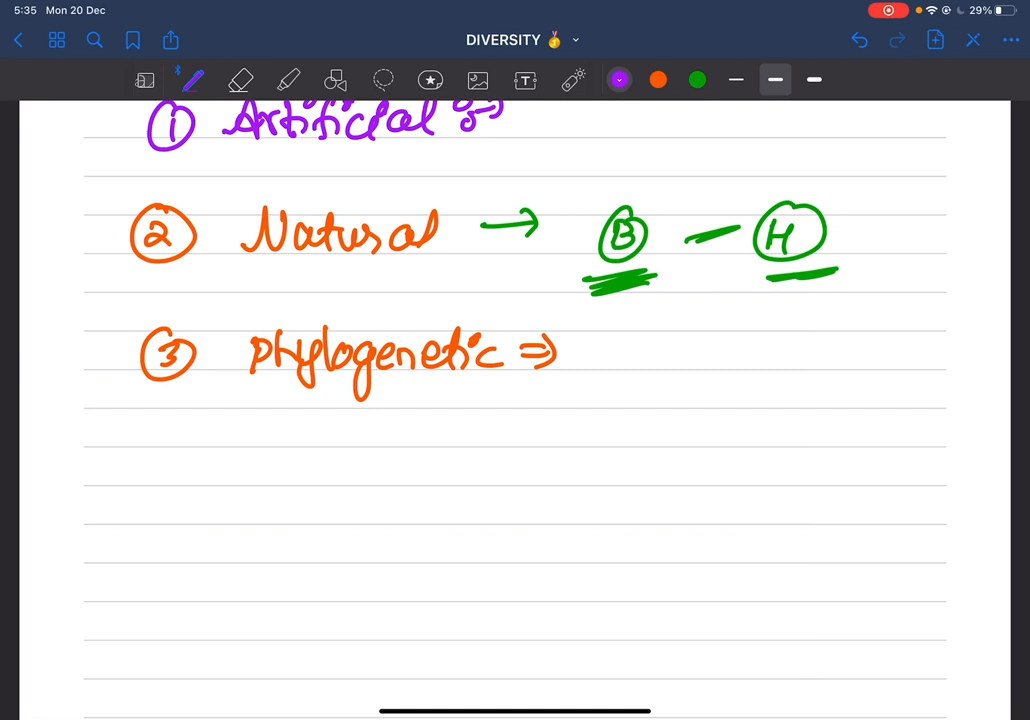 5:35 Mon 20 Dec
29%
DIVERSITY 🏅
① Artificial :→
② Natural → B - H
③ Phylogenetic ⇒